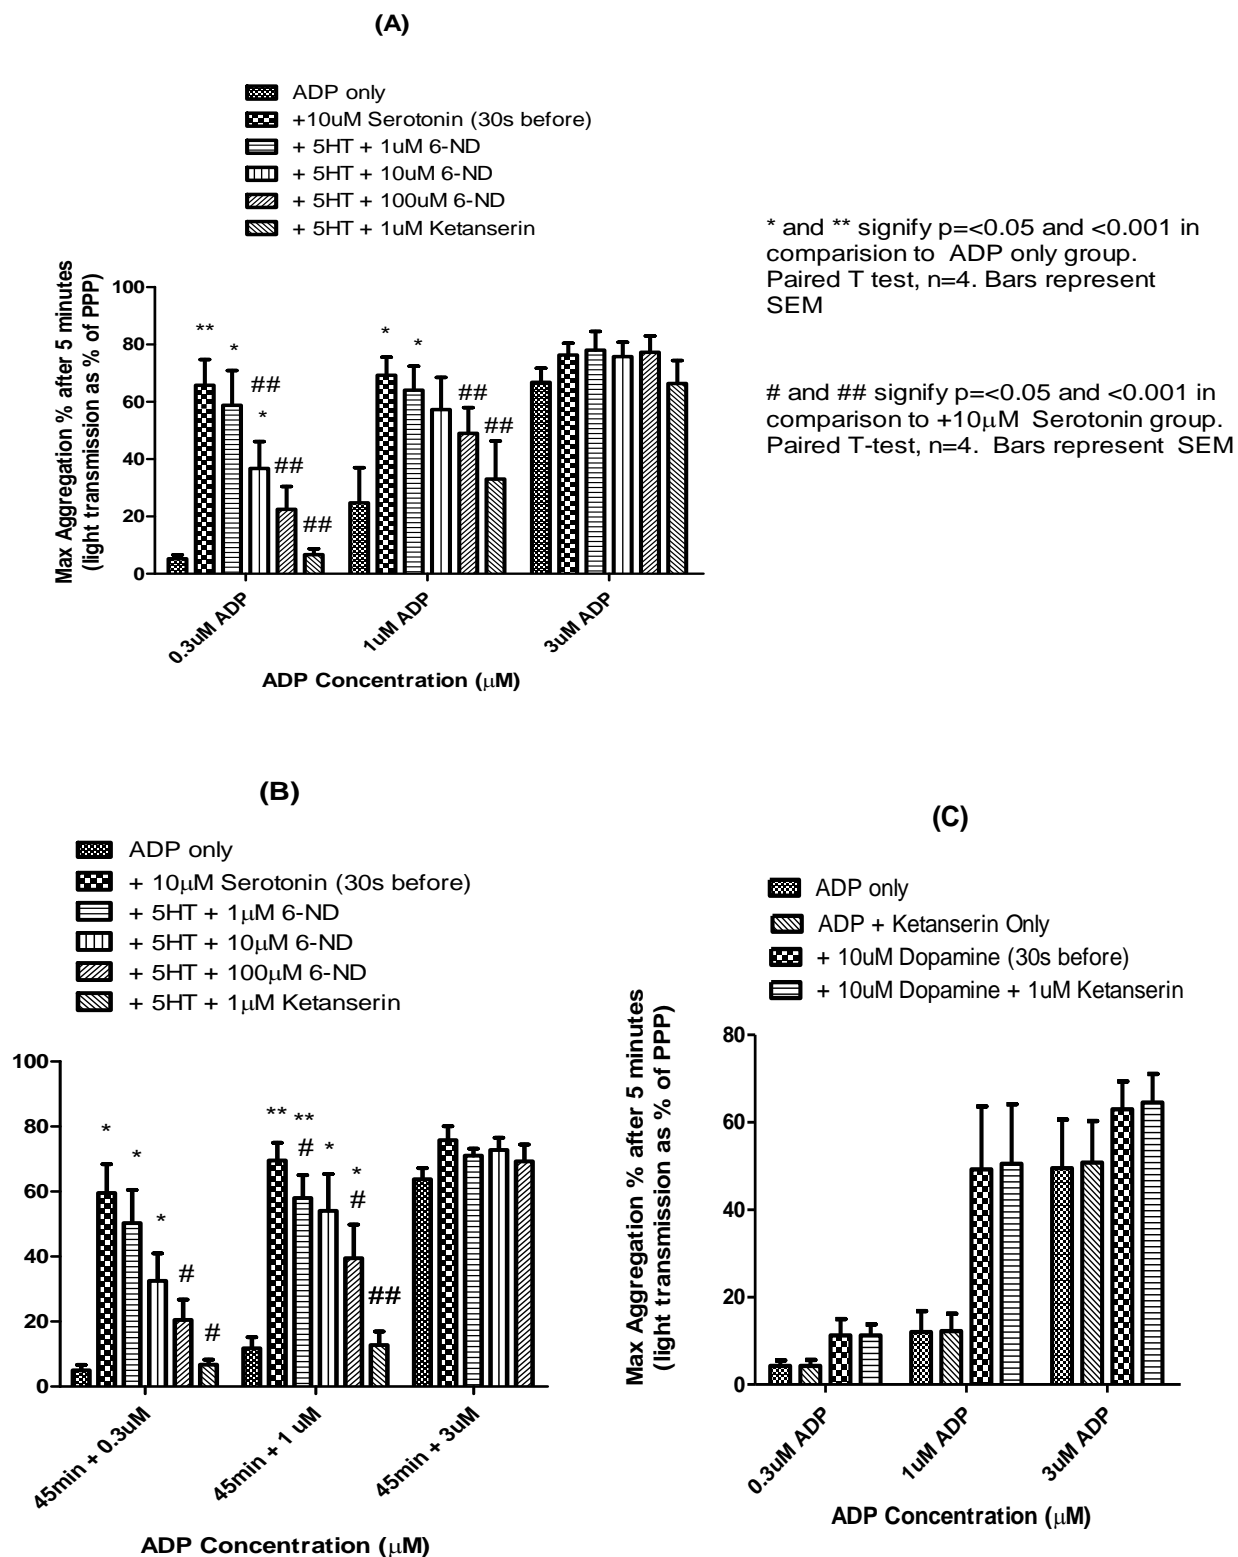 (A)
ADP only
+10uM Serotonin (30s before)
+ 5HT + 1uM 6-ND
+ 5HT + 10uM 6-ND
+ 5HT + 100uM 6-ND
+ 5HT + 1uM Ketanserin
* and ** signify p=<0.05 and <0.001 in
comparision to ADP only group.
Paired T test, n=4. Bars represent
SEM
# and ## signify p=<0.05 and <0.001 in
comparison to +10μM Serotonin group.
Paired T-test, n=4. Bars represent SEM
Max Aggregation % after 5 minutes
(light transmission as % of PPP)
100
80
60
40
20
0
** * ## * ## ##
* * ## ##
0.3uM ADP
1uM ADP
3uM ADP
ADP Concentration (μM)
(B)
ADP only
+ 10μM Serotonin (30s before)
+ 5HT + 1μM 6-ND
+ 5HT + 10μM 6-ND
+ 5HT + 100μM 6-ND
+ 5HT + 1μM Ketanserin
100
80
60
40
20
0
* * * # #
** ** # * * # ##
45min + 0.3uM
45min + 1 uM
45min + 3uM
ADP Concentration (μM)
(C)
ADP only
ADP + Ketanserin Only
+ 10uM Dopamine (30s before)
+ 10uM Dopamine + 1uM Ketanserin
Max Aggregation % after 5 minutes
(light transmission as % of PPP)
80
60
40
20
0
0.3uM ADP
1uM ADP
3uM ADP
ADP Concentration (μM)